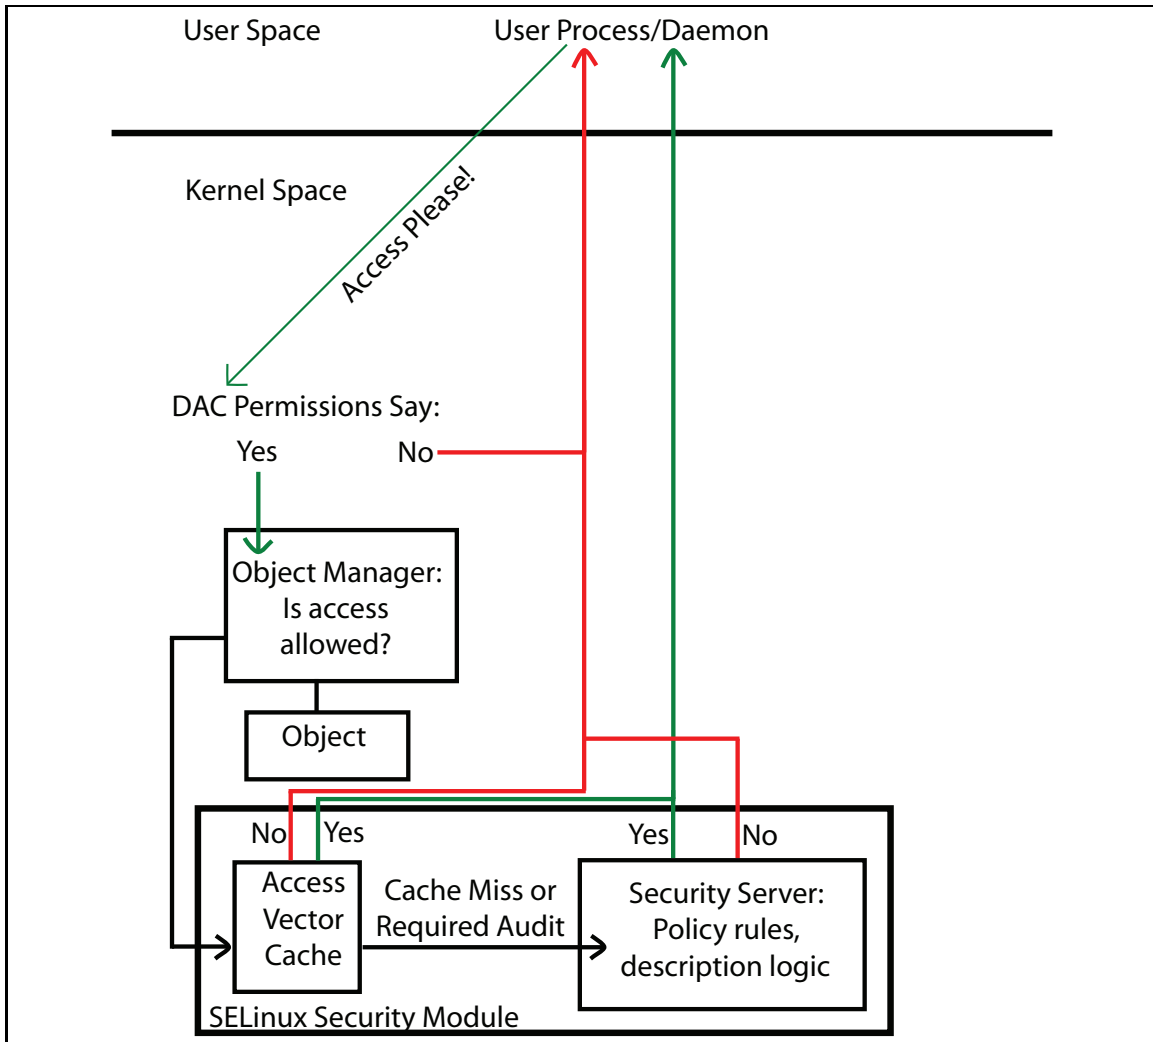 User Space
User Process/Daemon
Kernel Space
Access Please!
DAC Permissions Say:
Yes
No
Object Manager:
Is access
allowed?
Object
No
Yes
Yes
No
Access
Vector
Cache
Cache Miss or
Required Audit
Security Server:
Policy rules,
description logic
SELinux Security Module